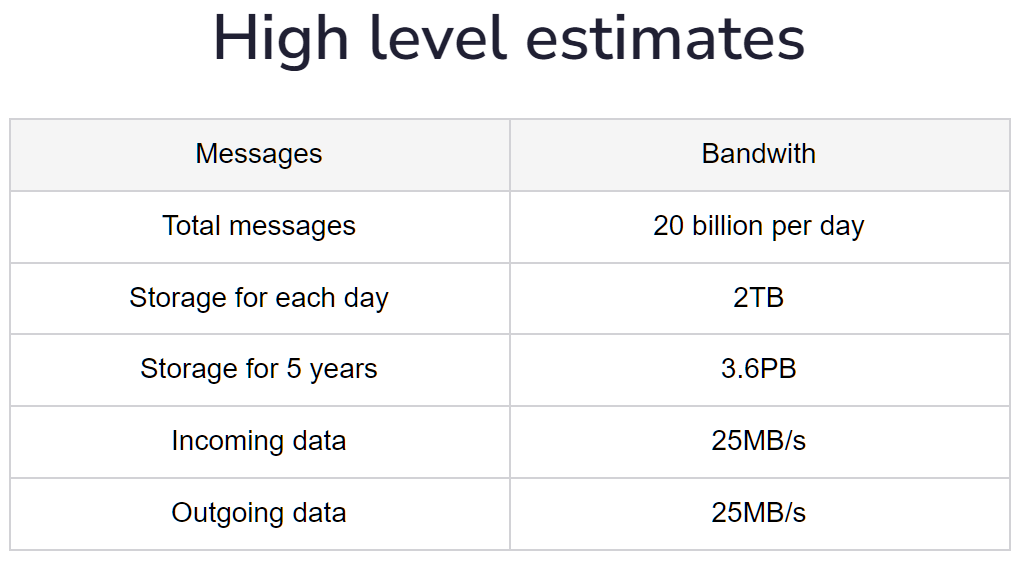 High level estimates
Messages Bandwith
Total messages 20 billion per day
Storage for each day 2TB
Storage for 5 years 3.6PB
Incoming data 25MB/s
Outgoing data 25MB/s